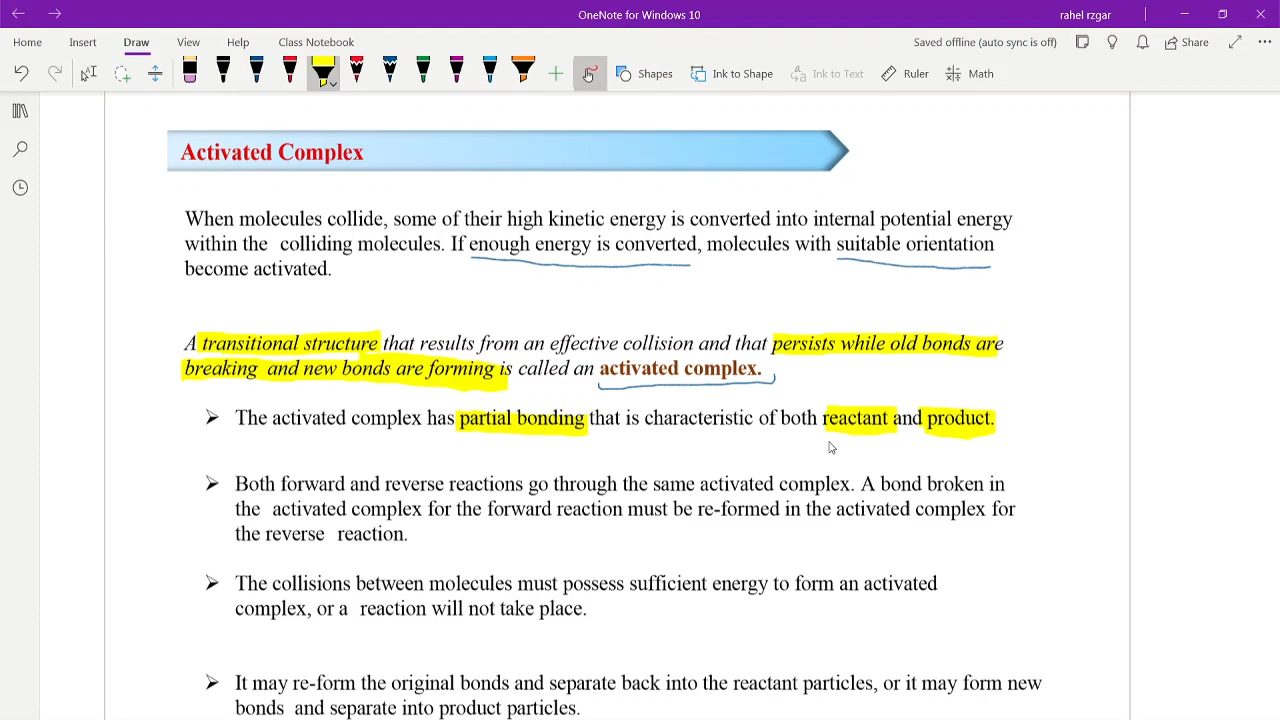 OneNote for Windows 10
rahel rzgar
Home Insert Draw View Help Class Notebook
Saved offline (auto sync is off) Share
Shapes Ink to Shape Ink to Text Ruler Math
Activated Complex
When molecules collide, some of their high kinetic energy is converted into internal potential energy
within the colliding molecules. If enough energy is converted, molecules with suitable orientation
become activated.
A transitional structure that results from an effective collision and that persists while old bonds are
breaking and new bonds are forming is called an activated complex.
➢ The activated complex has partial bonding that is characteristic of both reactant and product.
➢ Both forward and reverse reactions go through the same activated complex. A bond broken in
the activated complex for the forward reaction must be re-formed in the activated complex for
the reverse reaction.
➢ The collisions between molecules must possess sufficient energy to form an activated
complex, or a reaction will not take place.
➢ It may re-form the original bonds and separate back into the reactant particles, or it may form new
bonds and separate into product particles.